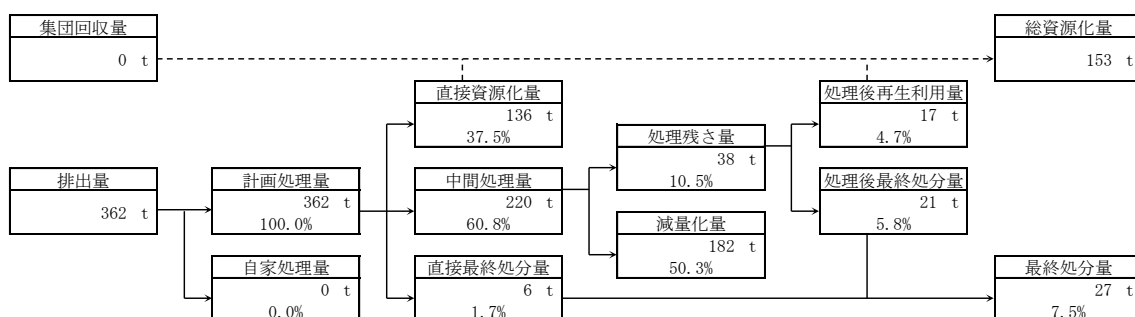 集団回収量
0 t
総資源化量
153 t
直接資源化量
136 t
37.5%
処理後再生利用量
17 t
4.7%
処理残さ量
38 t
10.5%
排出量
362 t
計画処理量
362 t
100.0%
中間処理量
220 t
60.8%
処理後最終処分量
21 t
5.8%
減量化量
182 t
50.3%
自家処理量
0 t
0.0%
直接最終処分量
6 t
1.7%
最終処分量
27 t
7.5%